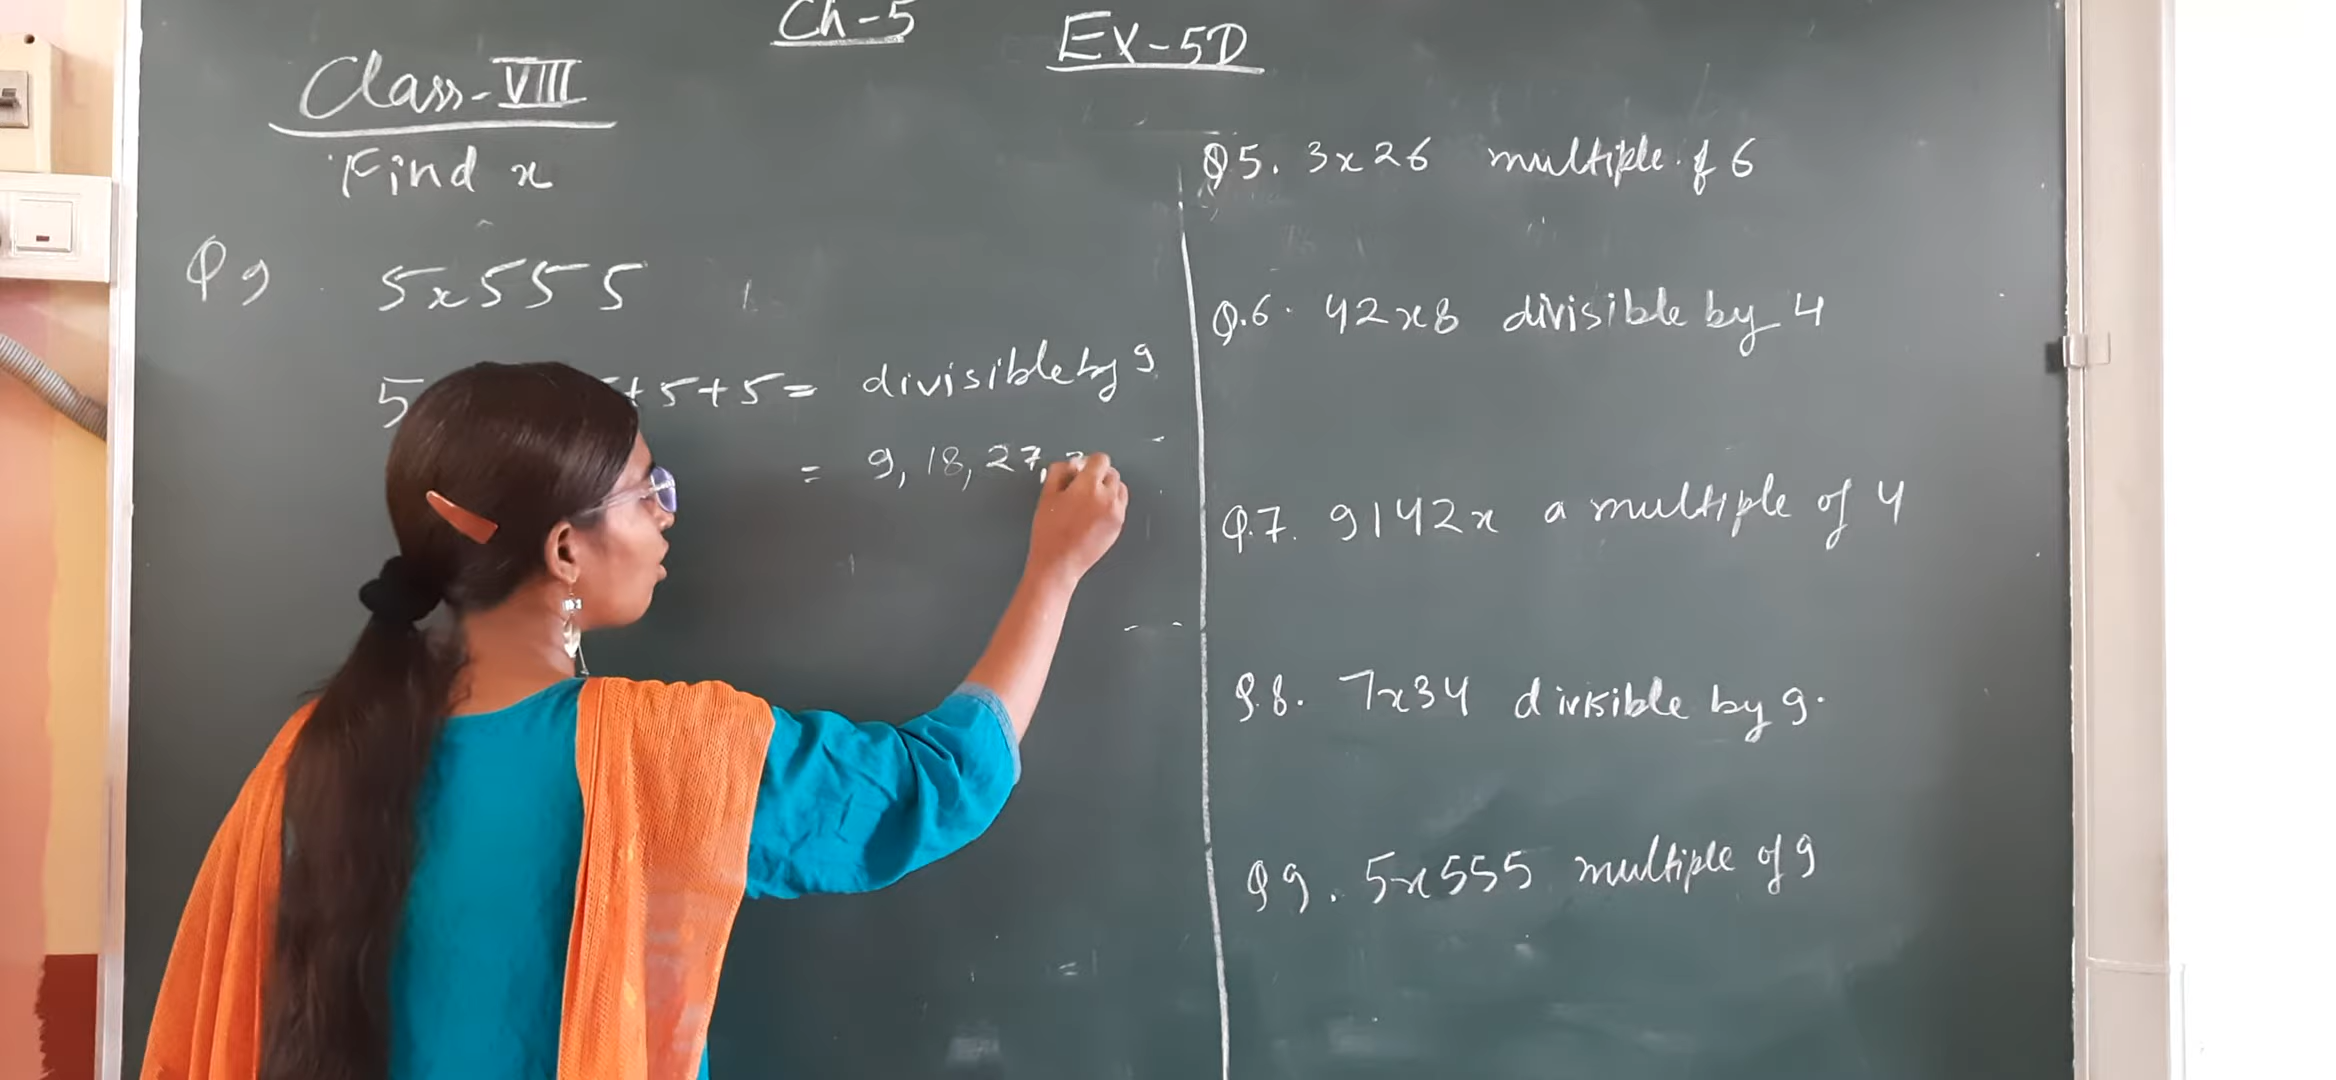 Ch-5
Ex-5D
Class-VIII
Find x
Q9 5x555
5 + 5 + 5 = divisible by 9
= 9, 18, 27,
Q5. 3x26 multiple of 6
Q.6. 42x8 divisible by 4
Q.7. 9142x a multiple of 4
Q.8. 7x34 divisible by 9.
Q9. 5x555 multiple of 9